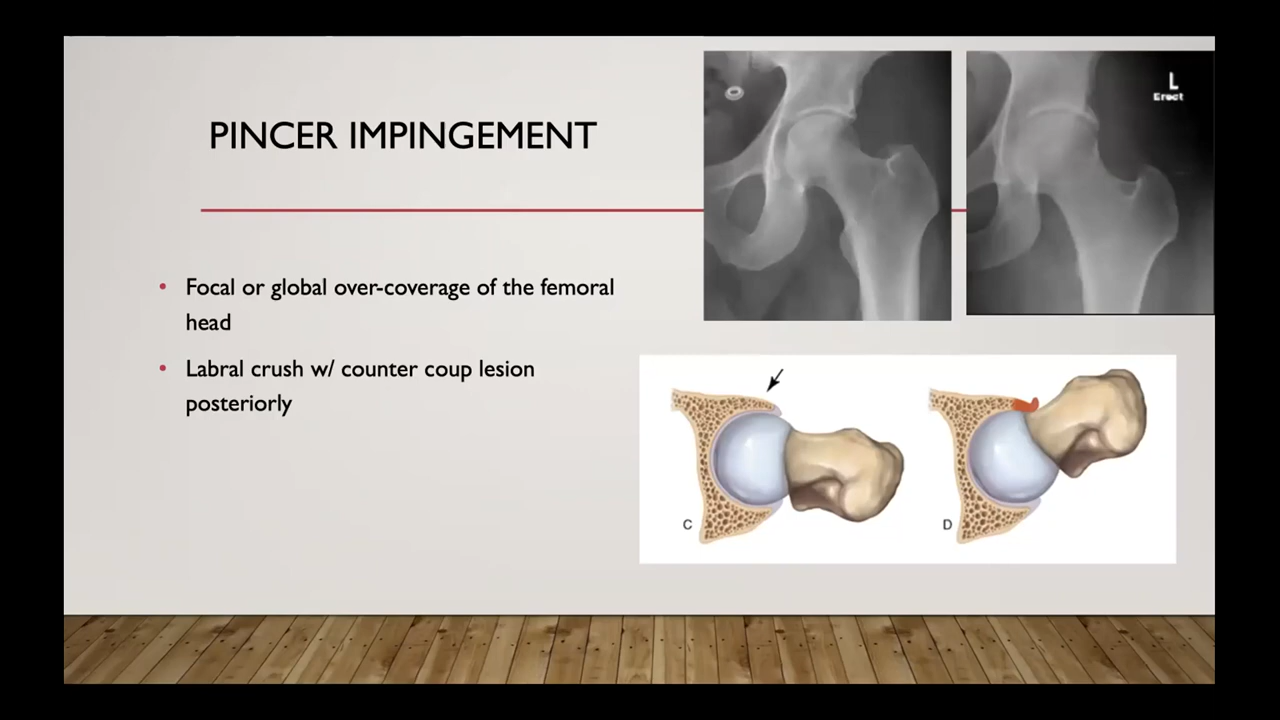 PINCER IMPINGEMENT
L
Erect
• Focal or global over-coverage of the femoral
head
• Labral crush w/ counter coup lesion
posteriorly
C
D